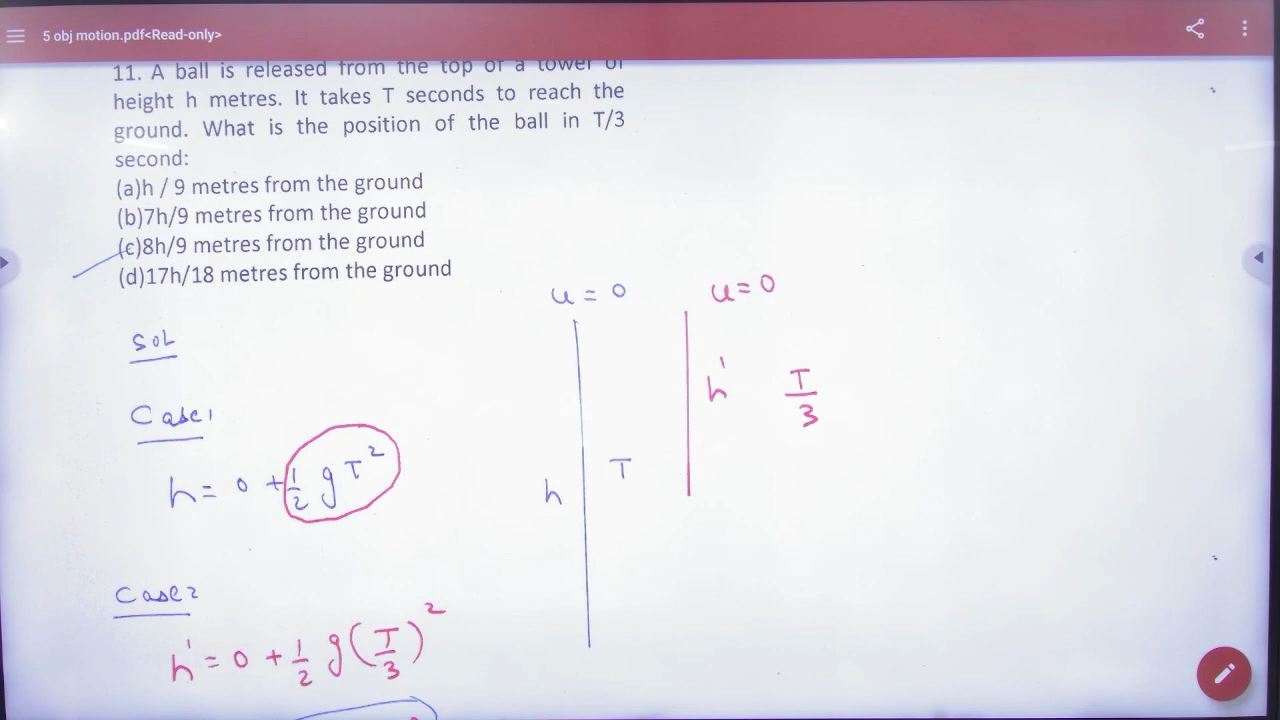 5 obj motion.pdf<Read-only>
11. A ball is released from the top of a tower of
height h metres. It takes T seconds to reach the
ground. What is the position of the ball in T/3
second:
(a)h / 9 metres from the ground
(b)7h/9 metres from the ground
(c)8h/9 metres from the ground
(d)17h/18 metres from the ground
u = 0
u = 0
SOL
h'
T/3
Case1
T
h = 0 + 1/2 g T²
h
Case2
h' = 0 + 1/2 g(T/3)²